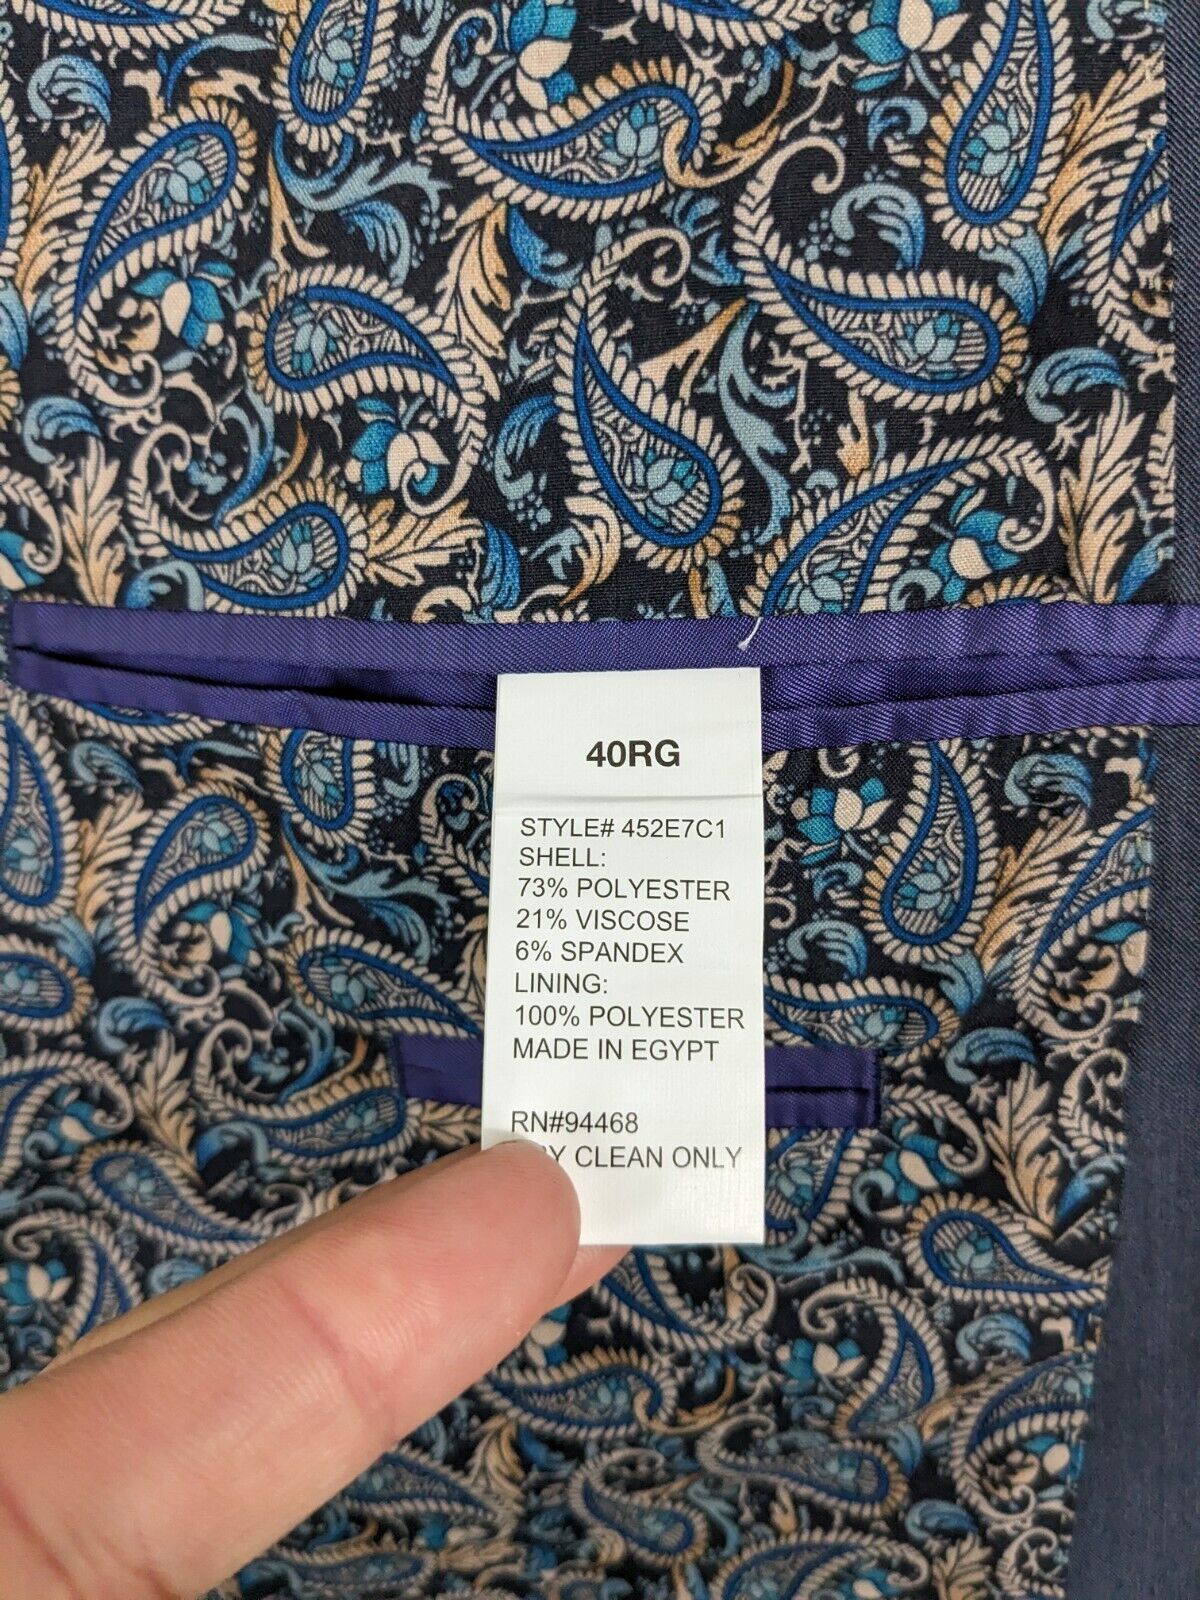 40RG
STYLE# 452E7C1
SHELL:
73% POLYESTER
21% VISCOSE
6% SPANDEX
LINING:
100% POLYESTER
MADE IN EGYPT
RN#94468
CLEAN ONLY